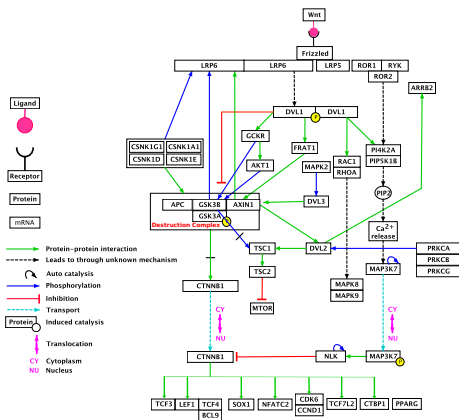 Wnt
Frizzled
LRP6
LRP6
LRP5
ROR1
RYK
ROR2
ARRB2
Ligand
DVL1
DVL1
P
GCKR
CSNK1G1
CSNK1A1
CSNK1D
CSNK1E
FRAT1
PI4K2A
AKT1
MAPK2
RAC1
PIP5K1B
RHOA
Receptor
Protein
PIP2
APC
GSK3B
AXIN1
DVL3
mRNA
GSK3A
Destruction Complex
Ca2+
release
Protein-protein interaction
TSC1
DVL2
PRKCA
Leads to through unknown mechanism
PRKCB
Auto catalysis
TSC2
MAP3K7
PRKCG
Phosphorylation
CTNNB1
MAPK8
Inhibition
MAPK9
Transport
MTOR
Protein
Induced catalysis
CY
CY
Translocation
NU
NU
CY Cytoplasm
CTNNB1
NLK
MAP3K7
P
NU Nucleus
TCF3
LEF1
TCF4
SOX1
NFATC2
CDK6
TCF7L2
CTBP1
PPARG
BCL9
CCND1